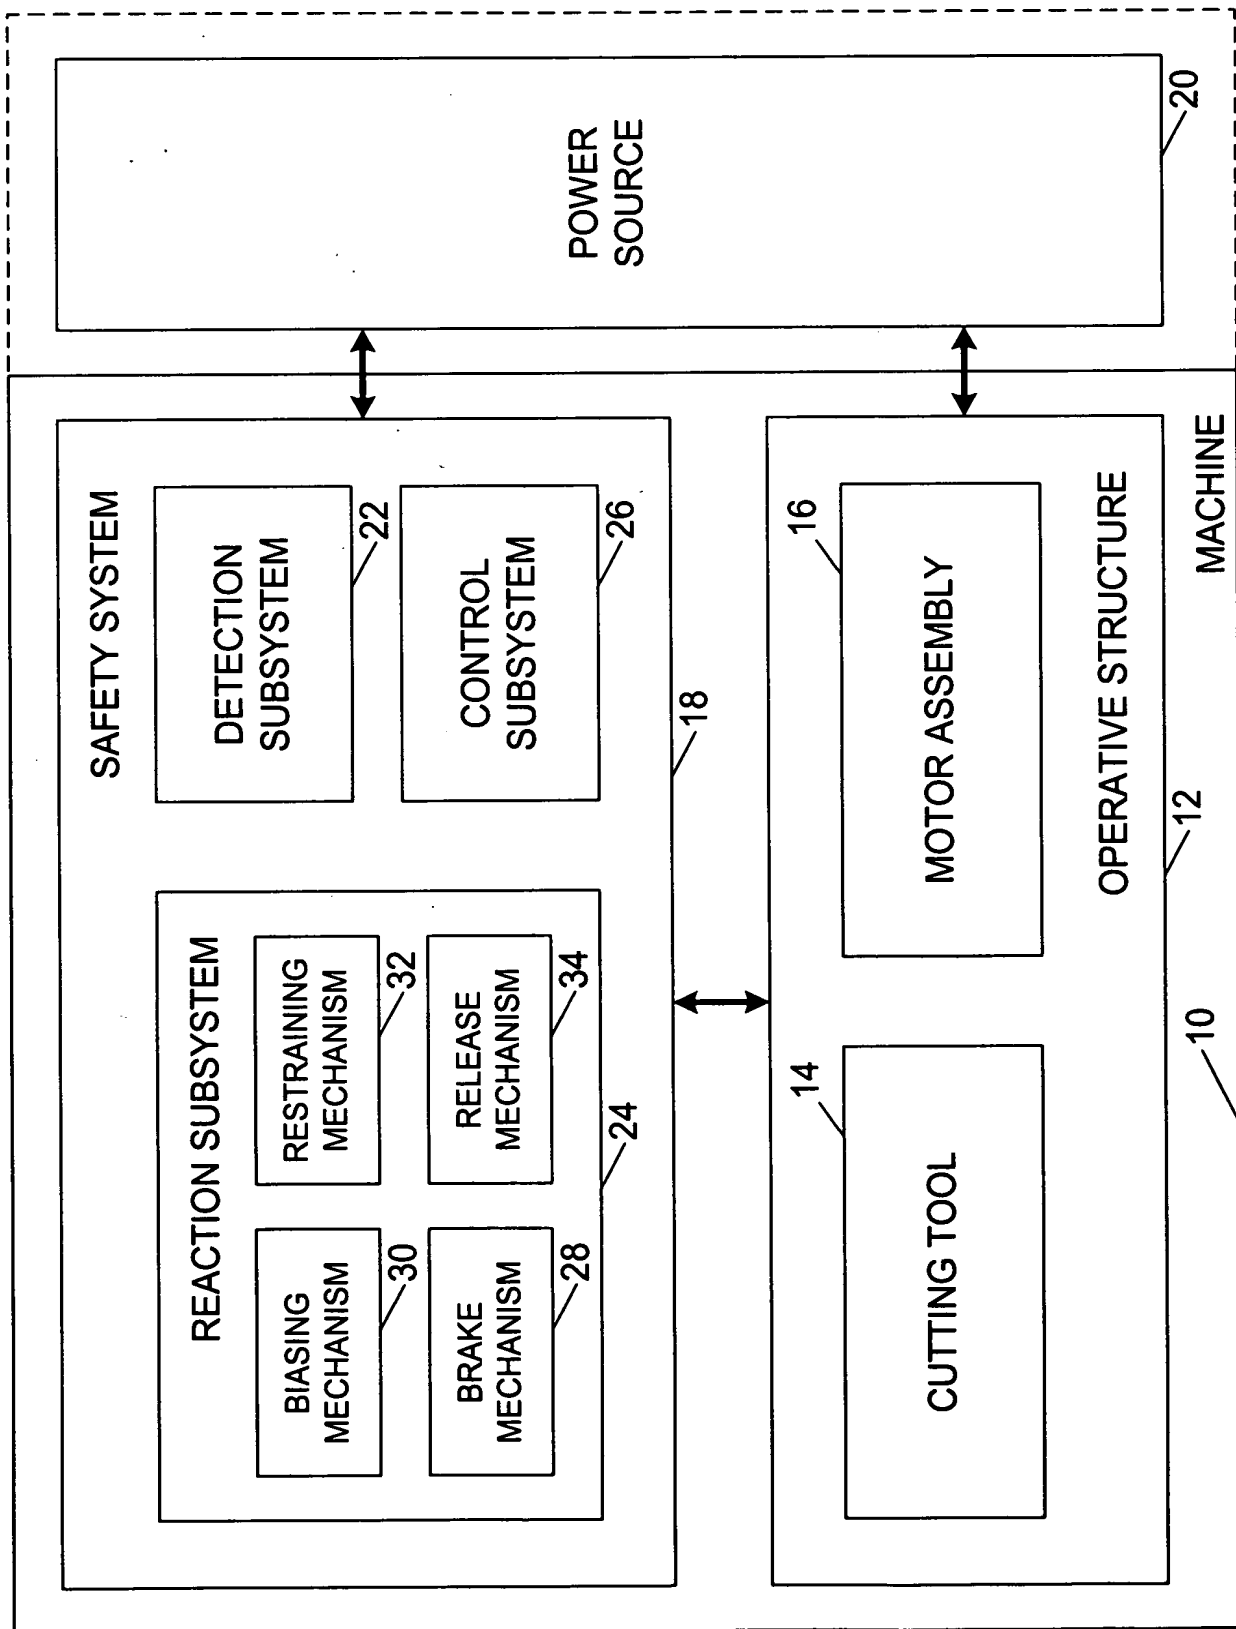 SAFETY SYSTEM
REACTION SUBSYSTEM
BIASING
MECHANISM
30
RESTRAINING
MECHANISM
32
BRAKE
MECHANISM
28
RELEASE
MECHANISM
34
24
DETECTION
SUBSYSTEM
22
CONTROL
SUBSYSTEM
26
18
POWER
SOURCE
20
14
CUTTING TOOL
16
MOTOR ASSEMBLY
OPERATIVE STRUCTURE
12
10
MACHINE